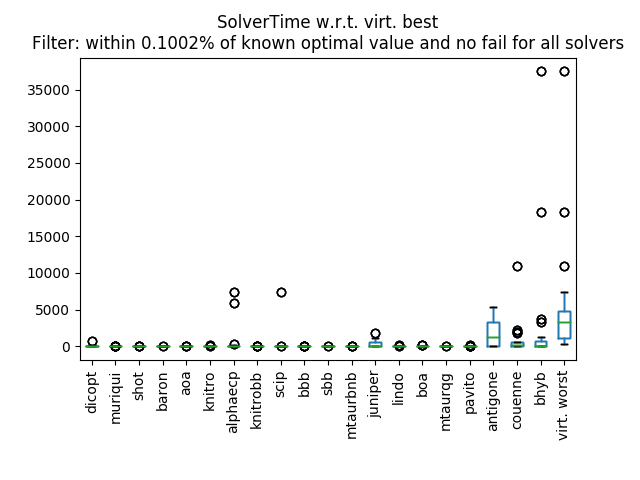 SolverTime w.r.t. virt. best
Filter: within 0.1002% of known optimal value and no fail for all solvers
35000
30000
25000
20000
15000
10000
5000
0
dicopt
muriqui
shot
baron
aoa
knitro
alphaecp
knitrobb
scip
bbb
sbb
mtaurbnb
juniper
lindo
boa
mtaurqg
pavito
antigone
couenne
bhyb
virt. worst